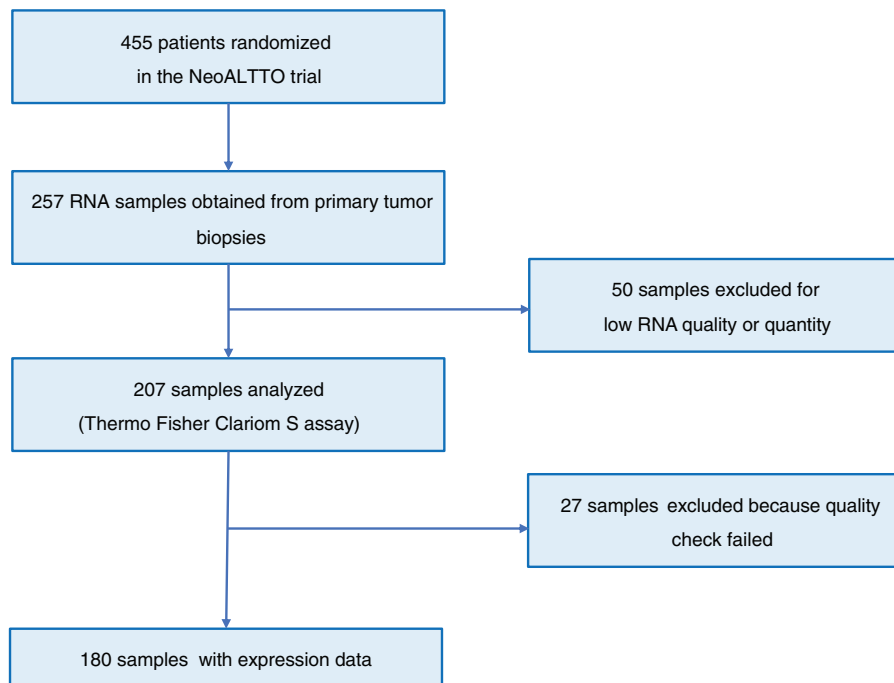 455 patients randomized
in the NeoALTTO trial
257 RNA samples obtained from primary tumor
biopsies
50 samples excluded for
low RNA quality or quantity
207 samples analyzed
(Thermo Fisher Clariom S assay)
27 samples excluded because quality
check failed
180 samples with expression data